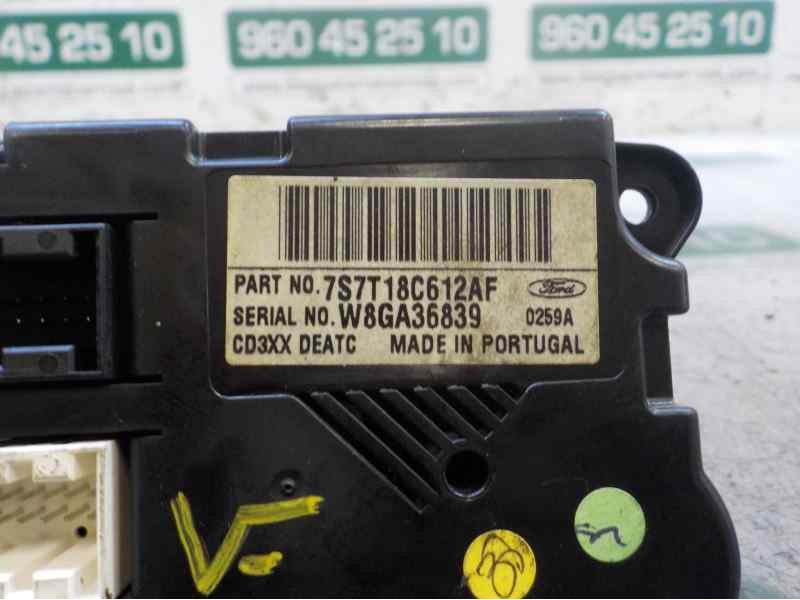 960 45 25 10
960 45 25 10
960 45 25 10
PART NO. 7S7T18C612AF
Ford
SERIAL NO. W8GA36839 0259A
CD3XX DEATC MADE IN PORTUGAL
V-